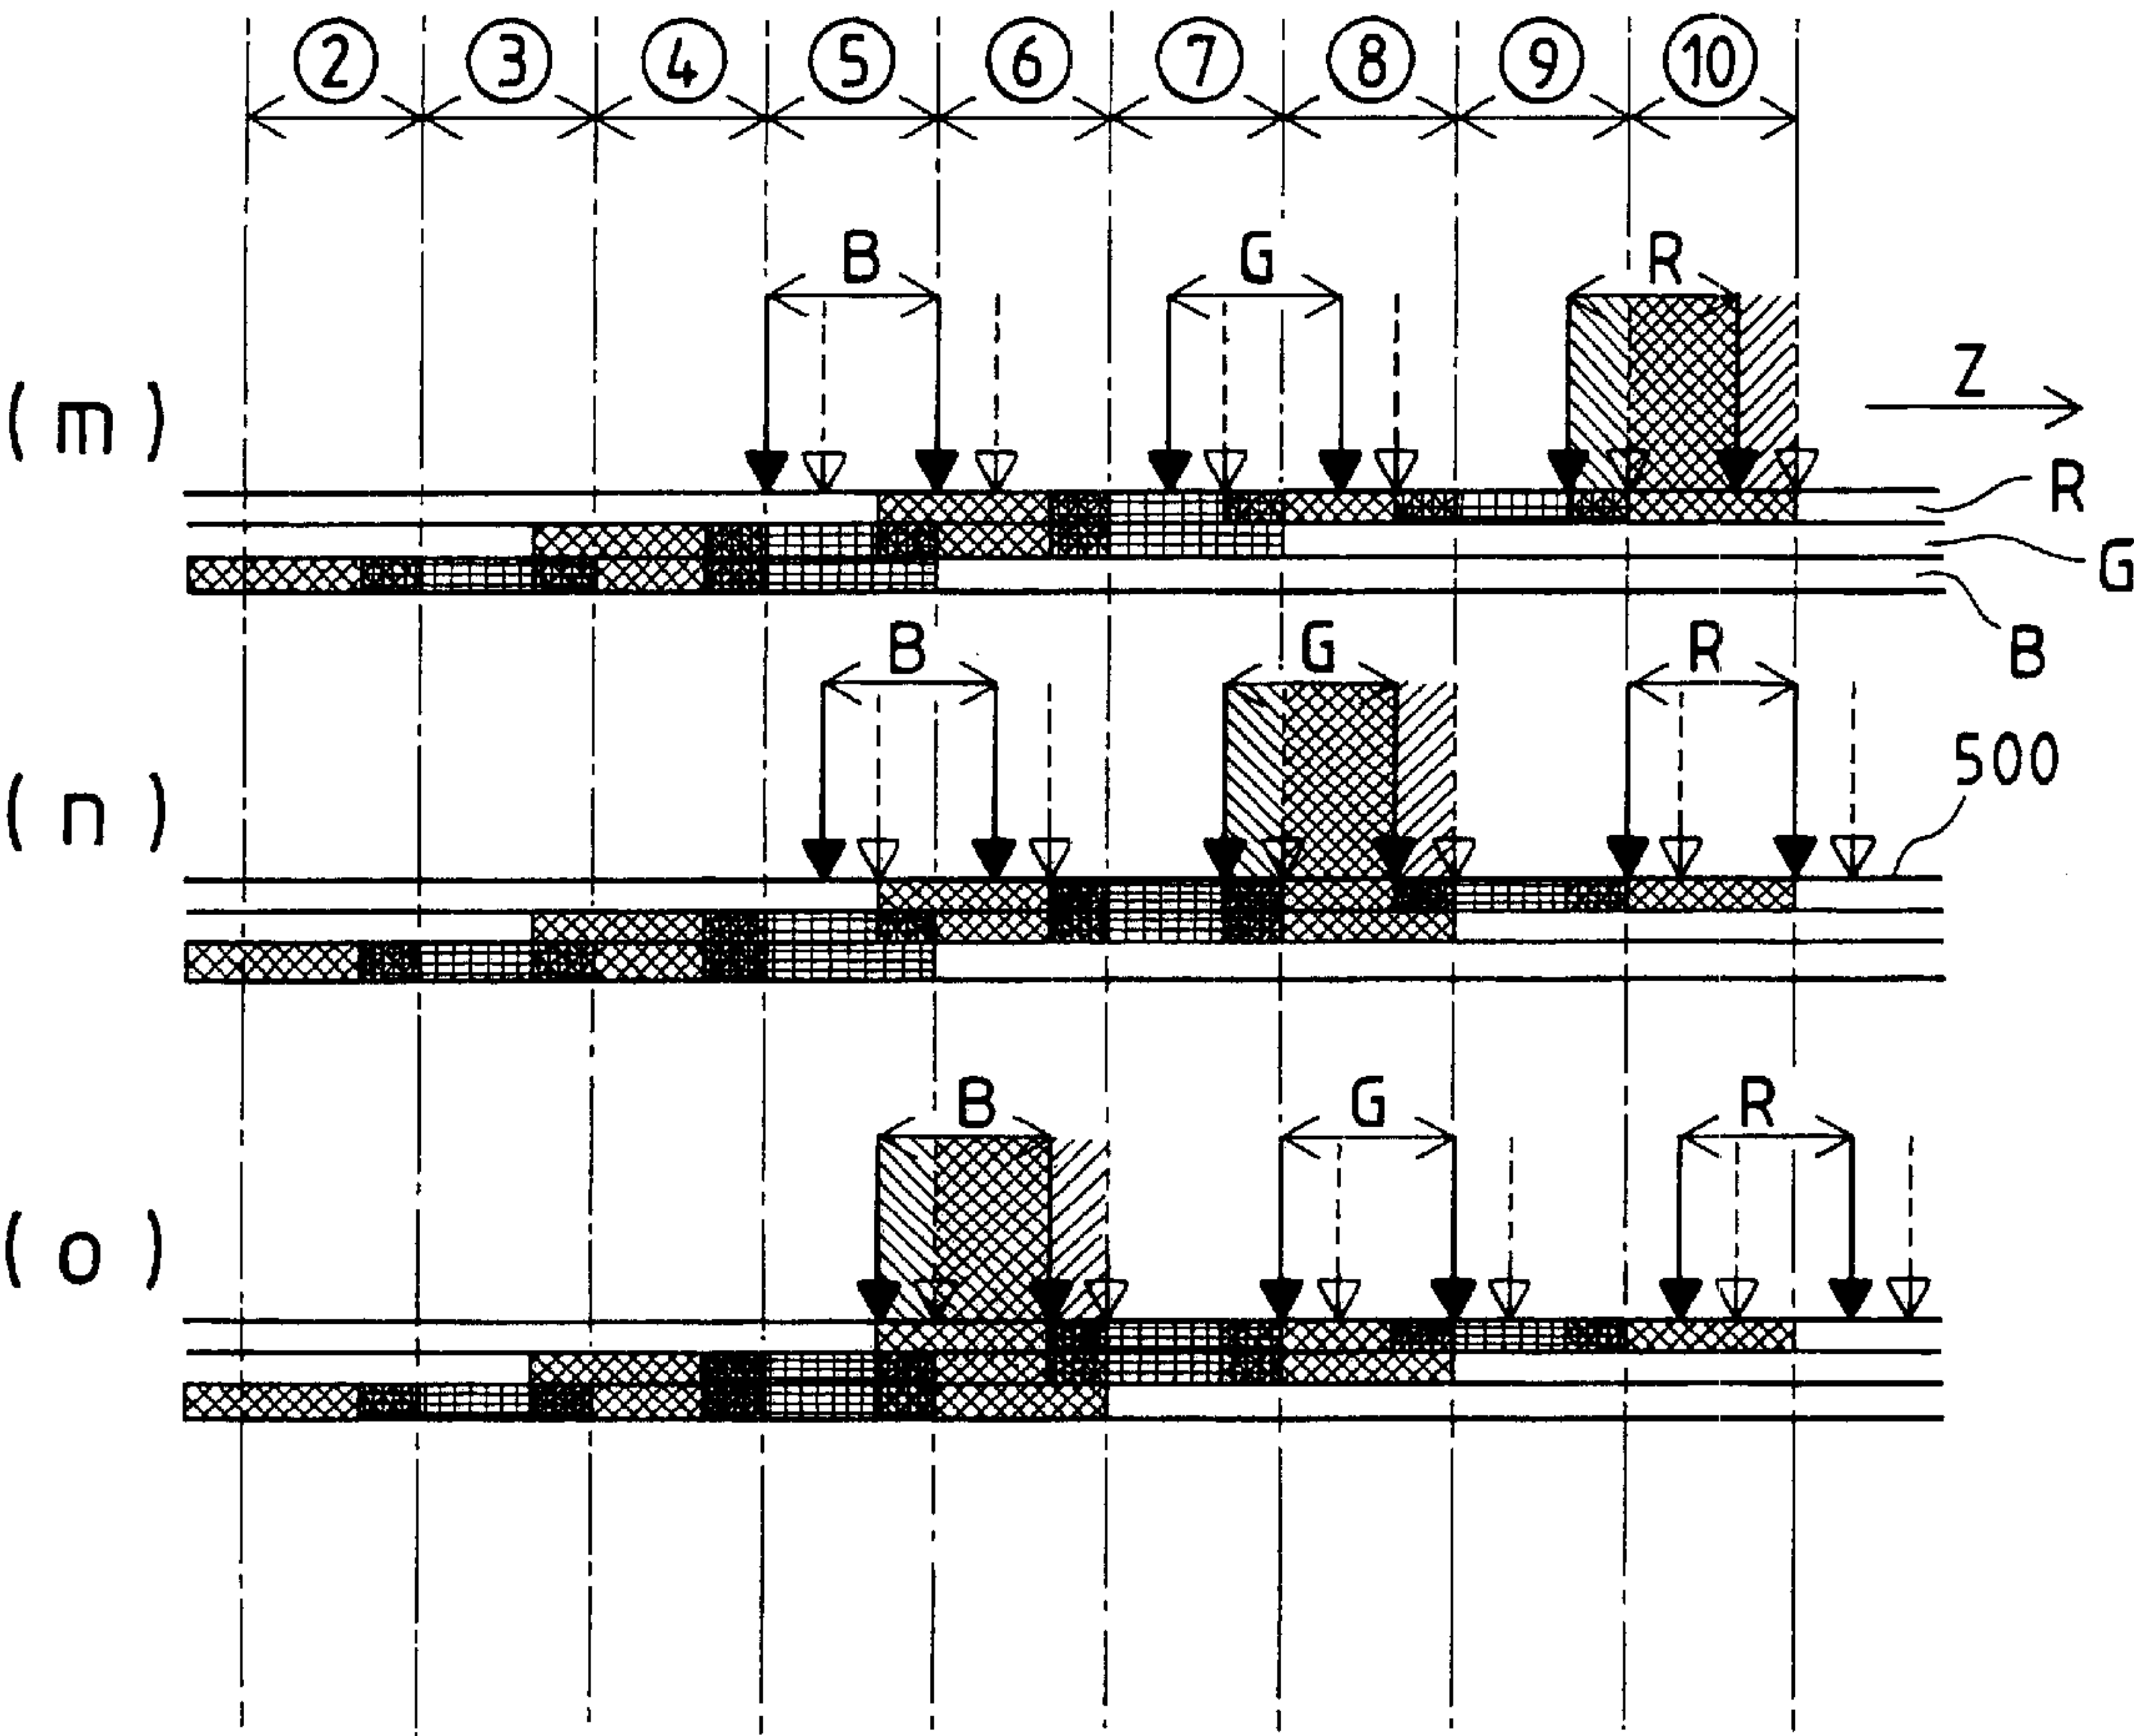 ② ③ ④ ⑤ ⑥ ⑦ ⑧ ⑨ ⑩
B G R
Z
(m)
R
G
B
B G R
500
(n)
B G R
(o)